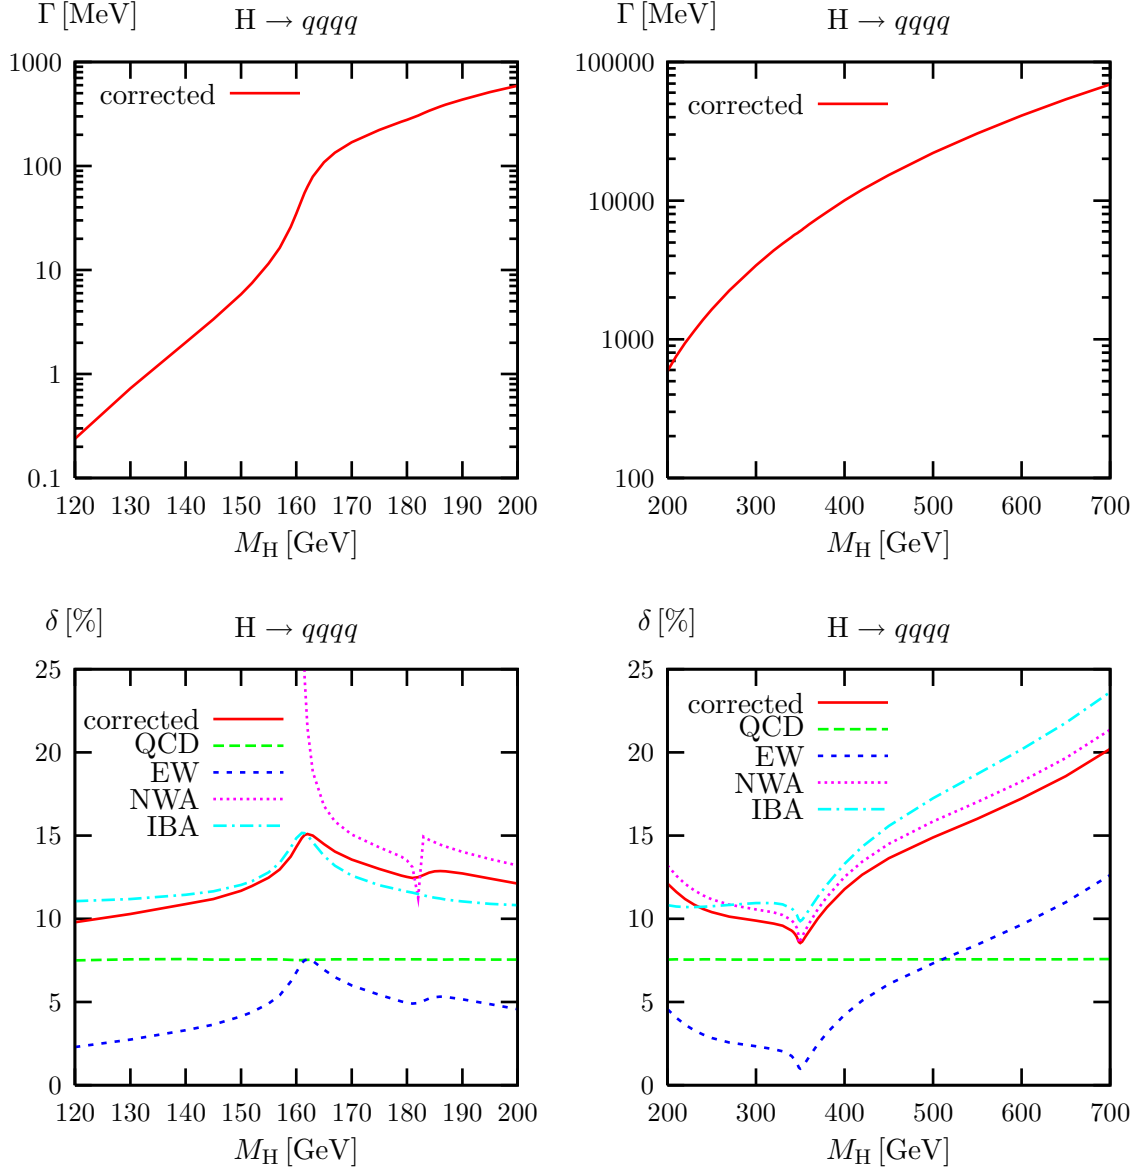 Γ [MeV]
H → qqqq
1000
100
10
1
0.1
corrected
120 130 140 150 160 170 180 190 200
M_H [GeV]
Γ [MeV]
H → qqqq
100000
10000
1000
100
corrected
200 300 400 500 600 700
M_H [GeV]
δ [%]
H → qqqq
25
20
15
10
5
0
corrected
QCD
EW
NWA
IBA
120 130 140 150 160 170 180 190 200
M_H [GeV]
δ [%]
H → qqqq
25
20
15
10
5
0
corrected
QCD
EW
NWA
IBA
200 300 400 500 600 700
M_H [GeV]